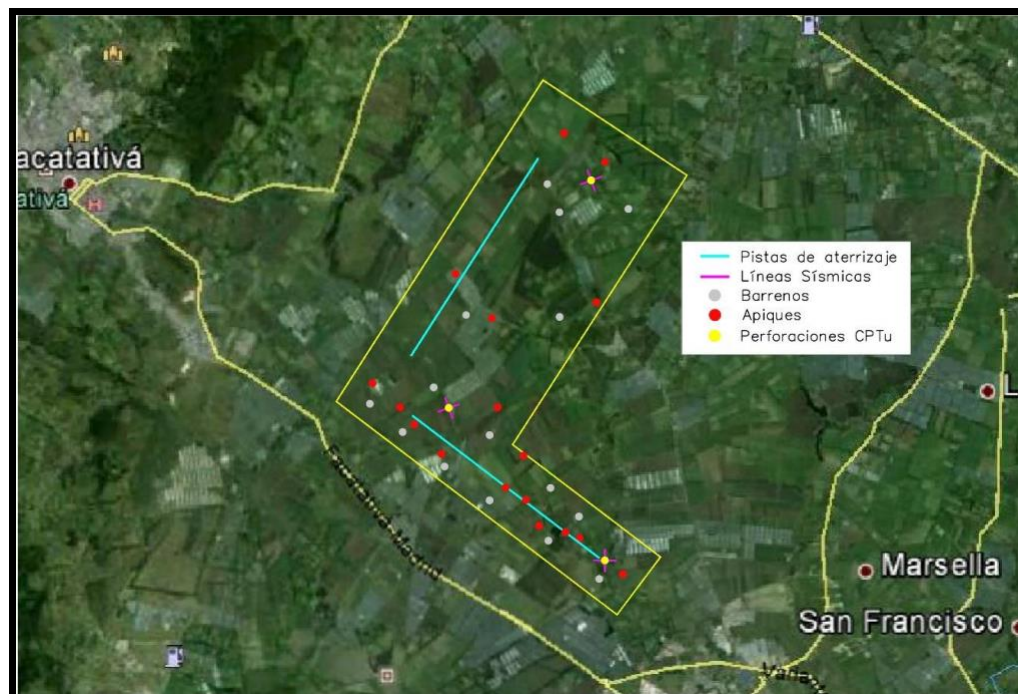 acatativá
ativá
H
Pistas de aterrizaje
Líneas Sísmicas
Barrenos
Apiques
Perforaciones CPTu
L
Marsella
San Francisco